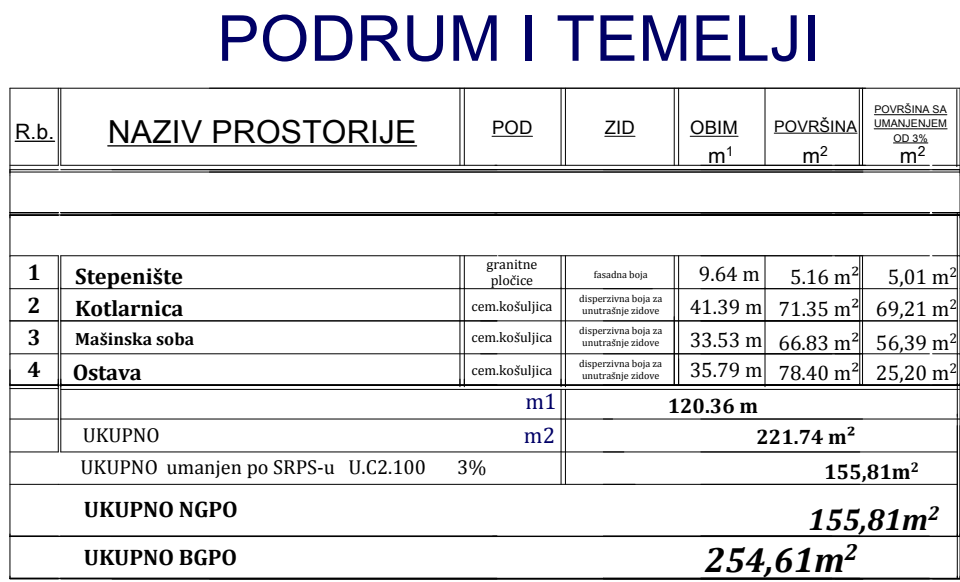 PODRUM I TEMELJI
R.b. NAZIV PROSTORIJE POD ZID OBIM m¹ POVRŠINA m² POVRŠINA SA UMANJENJEM OD 3% m²
1 Stepenište granitne pločice fasadna boja 9.64 m 5.16 m² 5,01 m²
2 Kotlarnica cem.košuljica disperzivna boja za unutrašnje zidove 41.39 m 71.35 m² 69,21 m²
3 Mašinska soba cem.košuljica disperzivna boja za unutrašnje zidove 33.53 m 66.83 m² 56,39 m²
4 Ostava cem.košuljica disperzivna boja za unutrašnje zidove 35.79 m 78.40 m² 25,20 m²
m1 120.36 m
UKUPNO m2 221.74 m²
UKUPNO umanjen po SRPS-u U.C2.100 3% 155,81m²
UKUPNO NGPO 155,81m²
UKUPNO BGPO 254,61m²